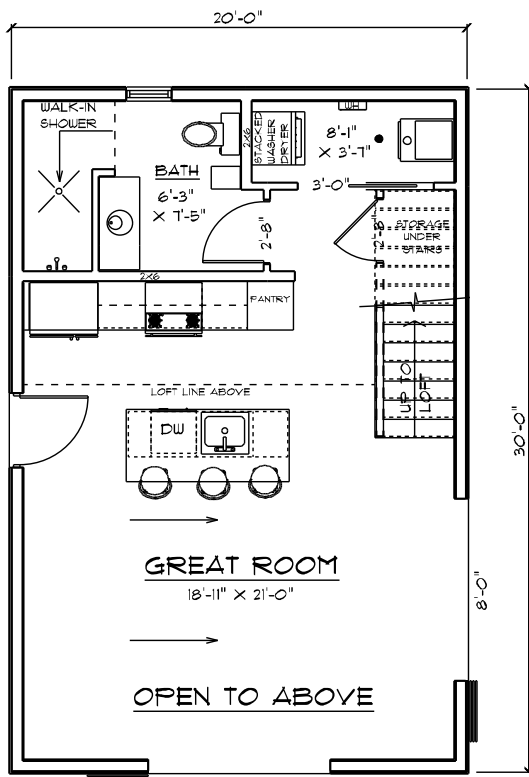 20'-0"
WALK-IN
SHOWER
BATH
6'-3"
X 7'-5"
2X6
STACKED
WASHER
DRYER
WH
8'-1"
X 3'-7"
3'-0"
2'-8"
2'-8"
STORAGE
UNDER
STAIRS
2X6
PANTRY
UP TO
LOFT
LOFT LINE ABOVE
DW
30'-0"
GREAT ROOM
18'-11" X 21'-0"
8'-0"
OPEN TO ABOVE